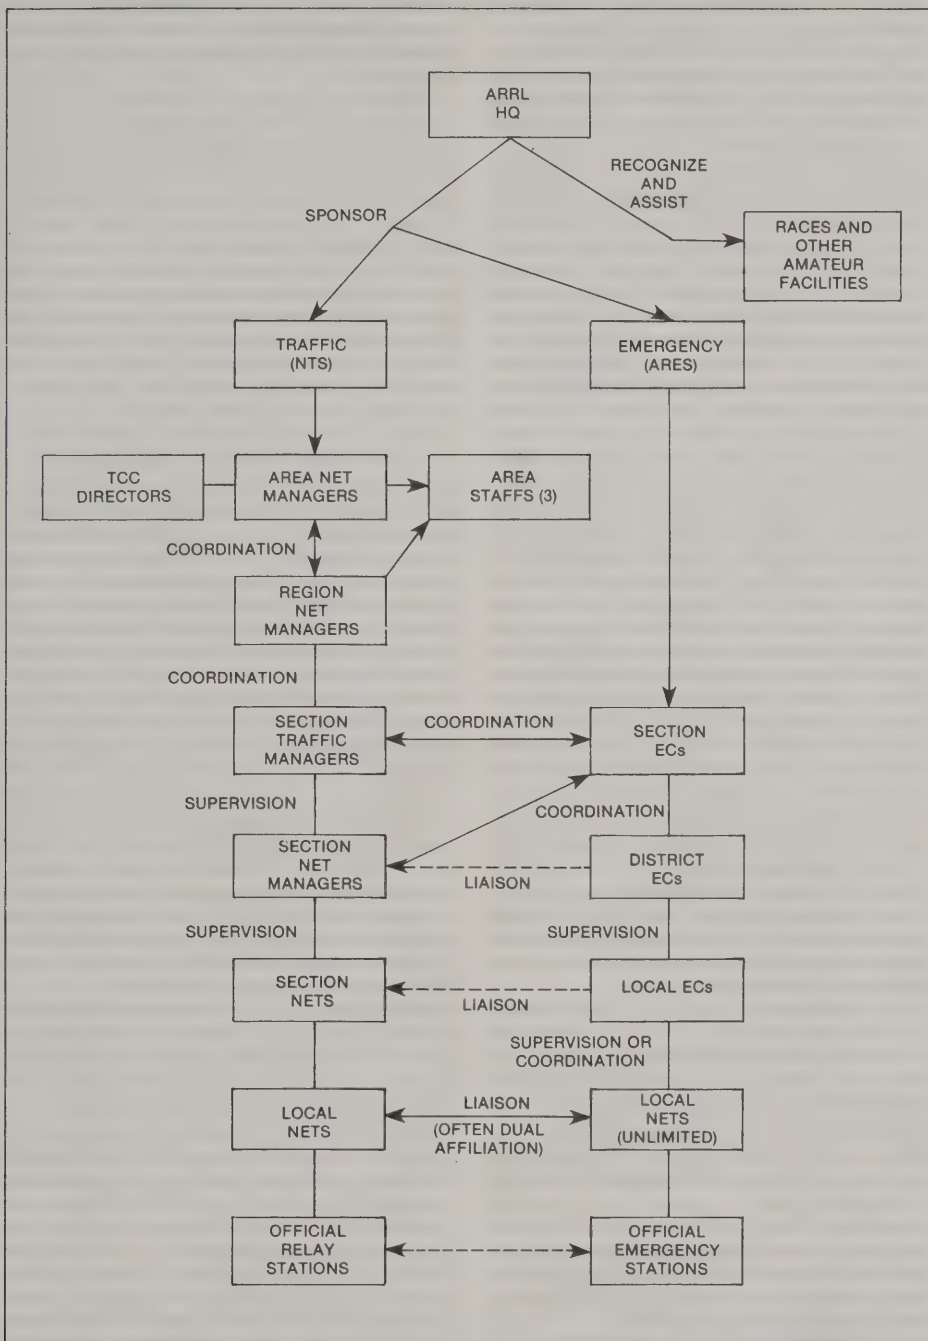 ARRL
HQ
RECOGNIZE
AND
ASSIST
SPONSOR
RACES AND
OTHER
AMATEUR
FACILITIES
TRAFFIC
(NTS)
EMERGENCY
(ARES)
TCC
DIRECTORS
AREA NET
MANAGERS
AREA
STAFFS (3)
COORDINATION
REGION
NET
MANAGERS
COORDINATION
SECTION
TRAFFIC
MANAGERS
COORDINATION
SECTION
ECs
SUPERVISION
COORDINATION
SECTION
NET
MANAGERS
LIAISON
DISTRICT
ECs
SUPERVISION
SUPERVISION
SECTION
NETS
LIAISON
LOCAL ECs
SUPERVISION OR
COORDINATION
LOCAL
NETS
LIAISON
(OFTEN DUAL
AFFILIATION)
LOCAL
NETS
(UNLIMITED)
OFFICIAL
RELAY
STATIONS
OFFICIAL
EMERGENCY
STATIONS